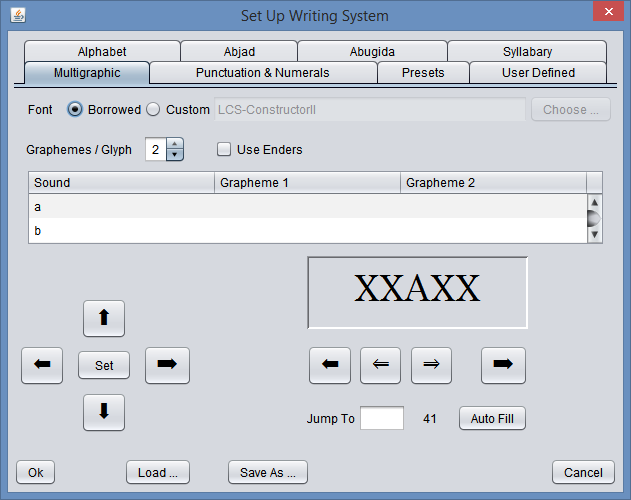 Set Up Writing System
Alphabet Abjad Abugida Syllabary
Multigraphic Punctuation & Numerals Presets User Defined
Font Borrowed Custom LCS-ConstructorII Choose ...
Graphemes / Glyph 2 Use Enders
Sound Grapheme 1 Grapheme 2
a
b
XXAXX
Set
Jump To 41 Auto Fill
Ok Load ... Save As ... Cancel